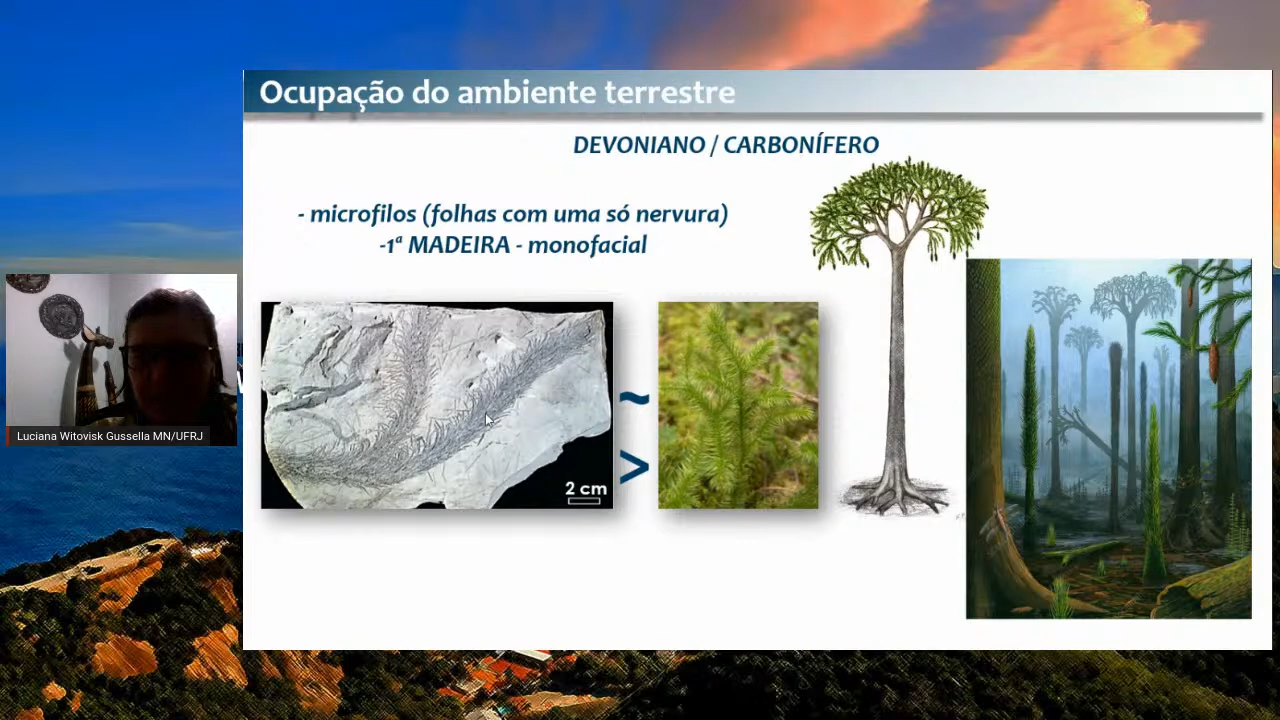 Ocupação do ambiente terrestre
DEVONIANO / CARBONÍFERO
- microfilos (folhas com uma só nervura)
-1ª MADEIRA - monofacial
~
>
2 cm
Luciana Witovisk Gussella MN/UFRJ